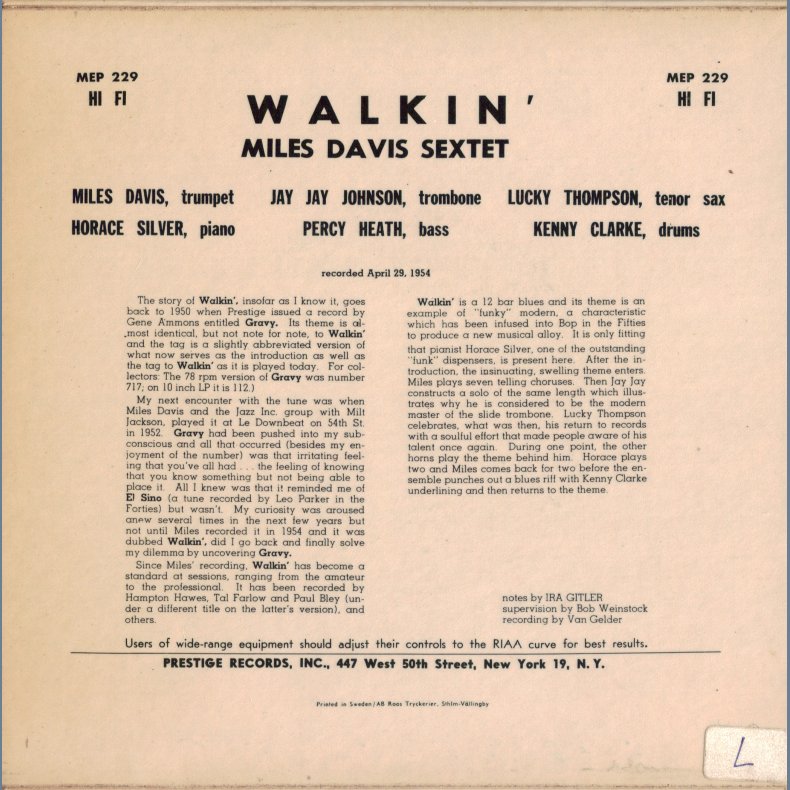 MEP 229
HI FI
MEP 229
HI FI
WALKIN'
MILES DAVIS SEXTET
MILES DAVIS, trumpet JAY JAY JOHNSON, trombone LUCKY THOMPSON, tenor sax
HORACE SILVER, piano PERCY HEATH, bass KENNY CLARKE, drums
recorded April 29, 1954
The story of Walkin', insofar as I know it, goes
back to 1950 when Prestige issued a record by
Gene Ammons entitled Gravy. Its theme is al-
most identical, but not note for note, to Walkin'
and the tag is a slightly abbreviated version of
what now serves as the introduction as well as
the tag to Walkin' as it is played today. For col-
lectors: The 78 rpm version of Gravy was number
717; on 10 inch LP it is 112.)
My next encounter with the tune was when
Miles Davis and the Jazz Inc. group with Milt
Jackson, played it at Le Downbeat on 54th St.
in 1952. Gravy had been pushed into my sub-
conscious and all that occurred (besides my en-
joyment of the number) was that irritating feel-
ing that you've all had . . . the feeling of knowing
that you know something but not being able to
place it. All I knew was that it reminded me of
El Sino (a tune recorded by Leo Parker in the
Forties) but wasn't. My curiosity was aroused
anew several times in the next few years but
not until Miles recorded it in 1954 and it was
dubbed Walkin', did I go back and finally solve
my dilemma by uncovering Gravy.
Since Miles' recording, Walkin' has become a
standard at sessions, ranging from the amateur
to the professional. It has been recorded by
Hampton Hawes, Tal Farlow and Paul Bley (un-
der a different title on the latter's version), and
others.
Walkin' is a 12 bar blues and its theme is an
example of "funky" modern, a characteristic
which has been infused into Bop in the Fifties
to produce a new musical alloy. It is only fitting
that pianist Horace Silver, one of the outstanding
"funk" dispensers, is present here. After the in-
troduction, the insinuating, swelling theme enters.
Miles plays seven telling choruses. Then Jay Jay
constructs a solo of the same length which illus-
trates why he is considered to be the modern
master of the slide trombone. Lucky Thompson
celebrates, what was then, his return to records
with a soulful effort that made people aware of his
talent once again. During one point, the other
horns play the theme behind him. Horace plays
two and Miles comes back for two before the en-
semble punches out a blues riff with Kenny Clarke
underlining and then returns to the theme.
notes by IRA GITLER
supervision by Bob Weinstock
recording by Van Gelder
Users of wide-range equipment should adjust their controls to the RIAA curve for best results.
PRESTIGE RECORDS, INC., 447 West 50th Street, New York 19, N. Y.
Printed in Sweden/AB Roos Tryckerier, Sthlm-Vällingby
L